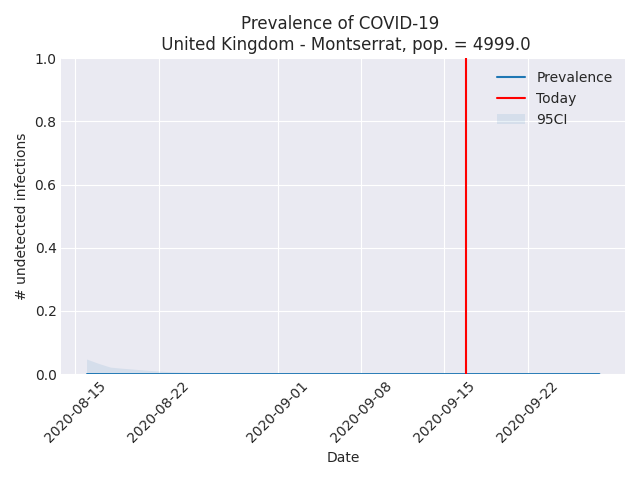 Prevalence of COVID-19
United Kingdom - Montserrat, pop. = 4999.0
1.0
0.8
0.6
0.4
0.2
0.0
# undetected infections
Prevalence
Today
95CI
2020-08-15
2020-08-22
2020-09-01
2020-09-08
2020-09-15
2020-09-22
Date